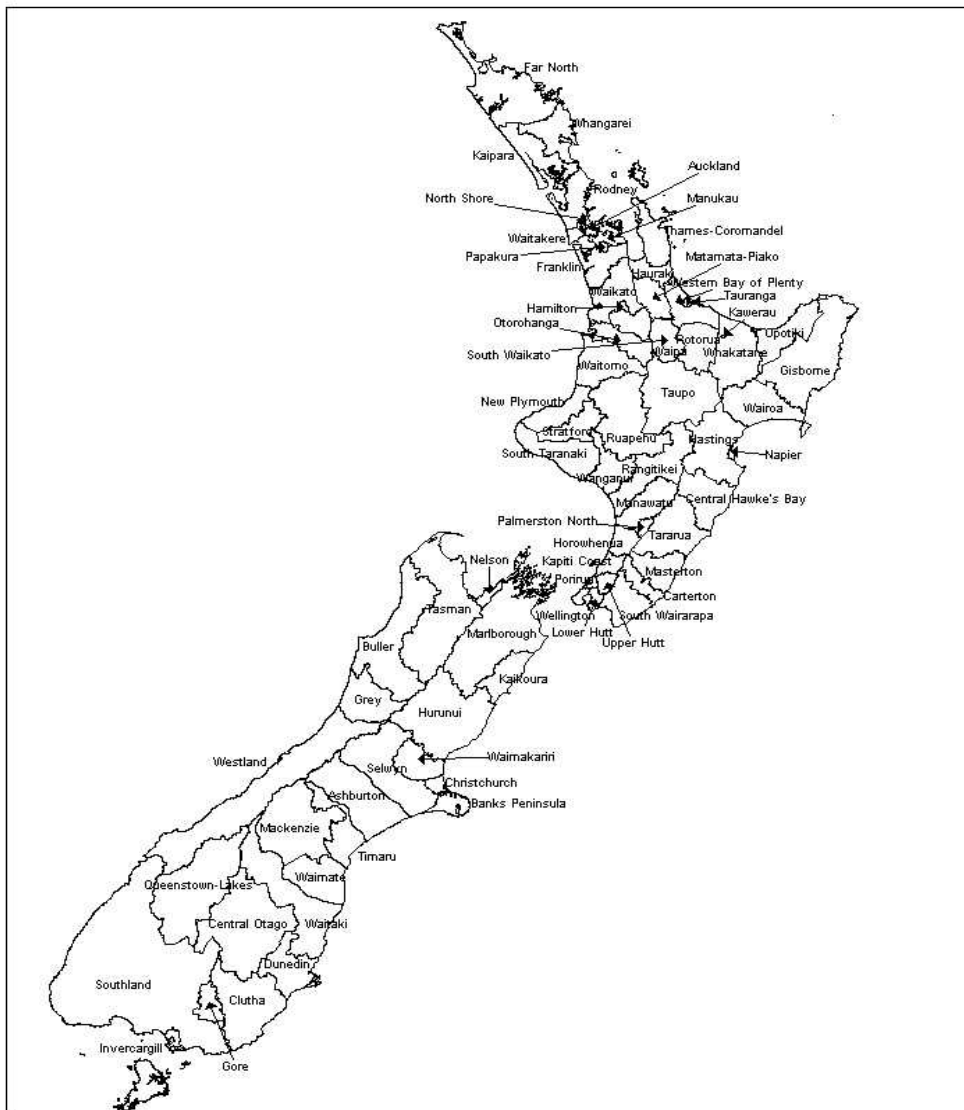 Far North
Whangarei
Kaipara
Auckland
Rodney
North Shore
Manukau
Waitakere
Thames-Coromandel
Papakura
Matamata-Piako
Franklin
Hauraki
Western Bay of Plenty
Waikato
Tauranga
Hamilton
Kawerau
Otorohanga
Opotiki
Rotorua
South Waikato
Waipa
Whakatane
Waitomo
Gisborne
Taupo
New Plymouth
Wairoa
Stratford
Ruapehu
Hastings
South Taranaki
Napier
Rangitikei
Wanganui
Central Hawke's Bay
Manawatu
Palmerston North
Tararua
Horowhenua
Nelson
Kapiti Coast
Masterton
Porirua
Carterton
Tasman
Wellington
South Wairarapa
Marlborough
Lower Hutt
Upper Hutt
Buller
Kaikoura
Grey
Hurunui
Waimakariri
Westland
Selwyn
Christchurch
Ashburton
Banks Peninsula
Mackenzie
Timaru
Waimate
Queenstown-Lakes
Central Otago
Waitaki
Dunedin
Southland
Clutha
Invercargill
Gore